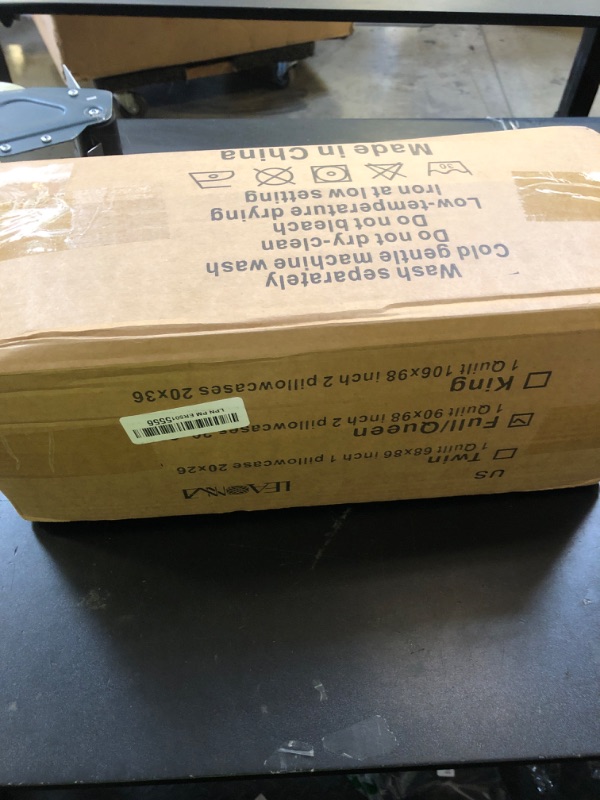 US
Twin
1 Quilt 68x86 inch 1 pillowcase 20x26
Full/Queen
1 Quilt 90x98 inch 2 pillowcases
King
1 Quilt 106x98 inch 2 pillowcases 20x36
Wash separately
Cold gentle machine wash
Do not dry-clean
Do not bleach
Low-temperature drying
Iron at low setting
30
Made in China